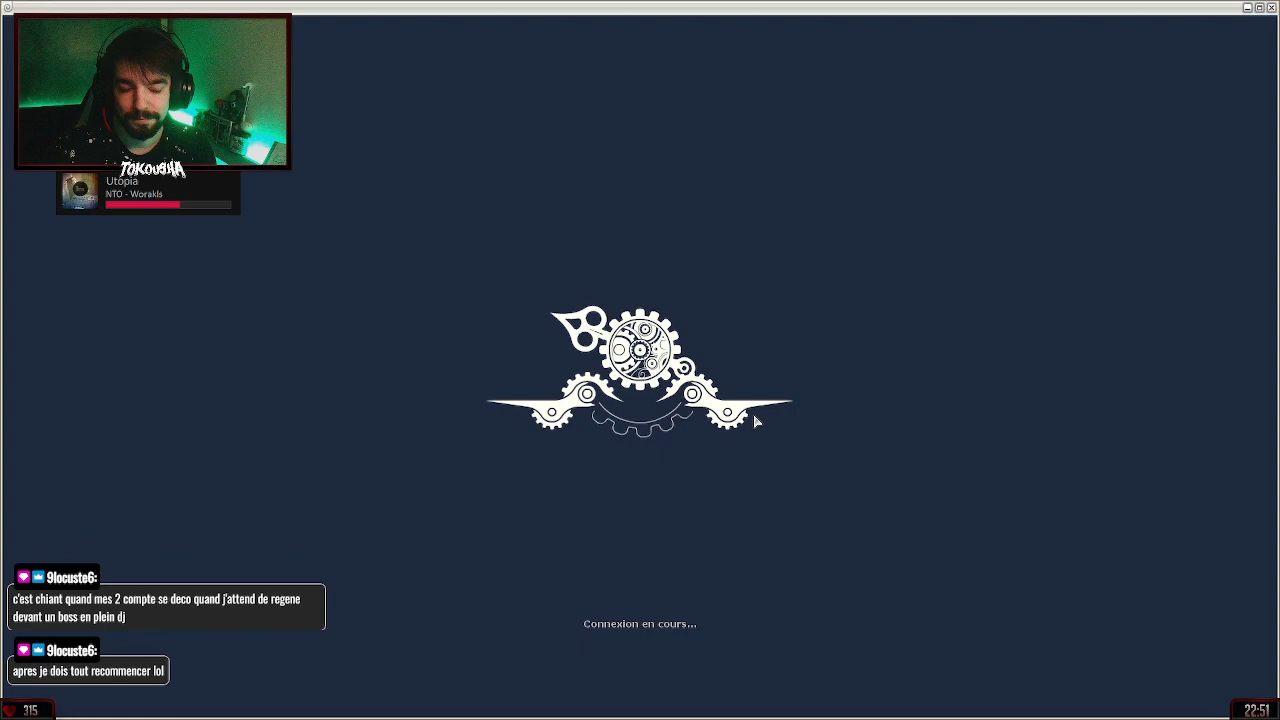 TOKOUSHA
Utopia
NTO - Worakls
Connexion en cours...
9locuste6:
c'est chiant quand mes 2 compte se deco quand j'attend de regene
devant un boss en plein dj
9locuste6:
apres je dois tout recommencer lol
315
22:51